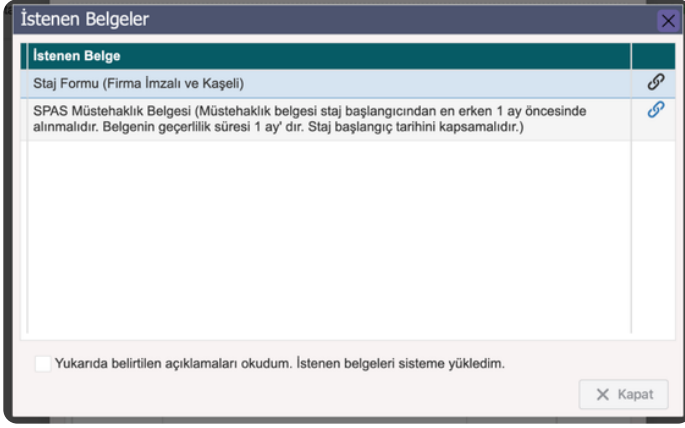 İstenen Belgeler
İstenen Belge
Staj Formu (Firma İmzalı ve Kaşeli)
SPAS Müstehaklık Belgesi (Müstehaklık belgesi staj başlangıcından en erken 1 ay öncesinde
alınmalıdır. Belgenin geçerlilik süresi 1 ay' dır. Staj başlangıç tarihini kapsamalıdır.)
Yukarıda belirtilen açıklamaları okudum. İstenen belgeleri sisteme yükledim.
Kapat